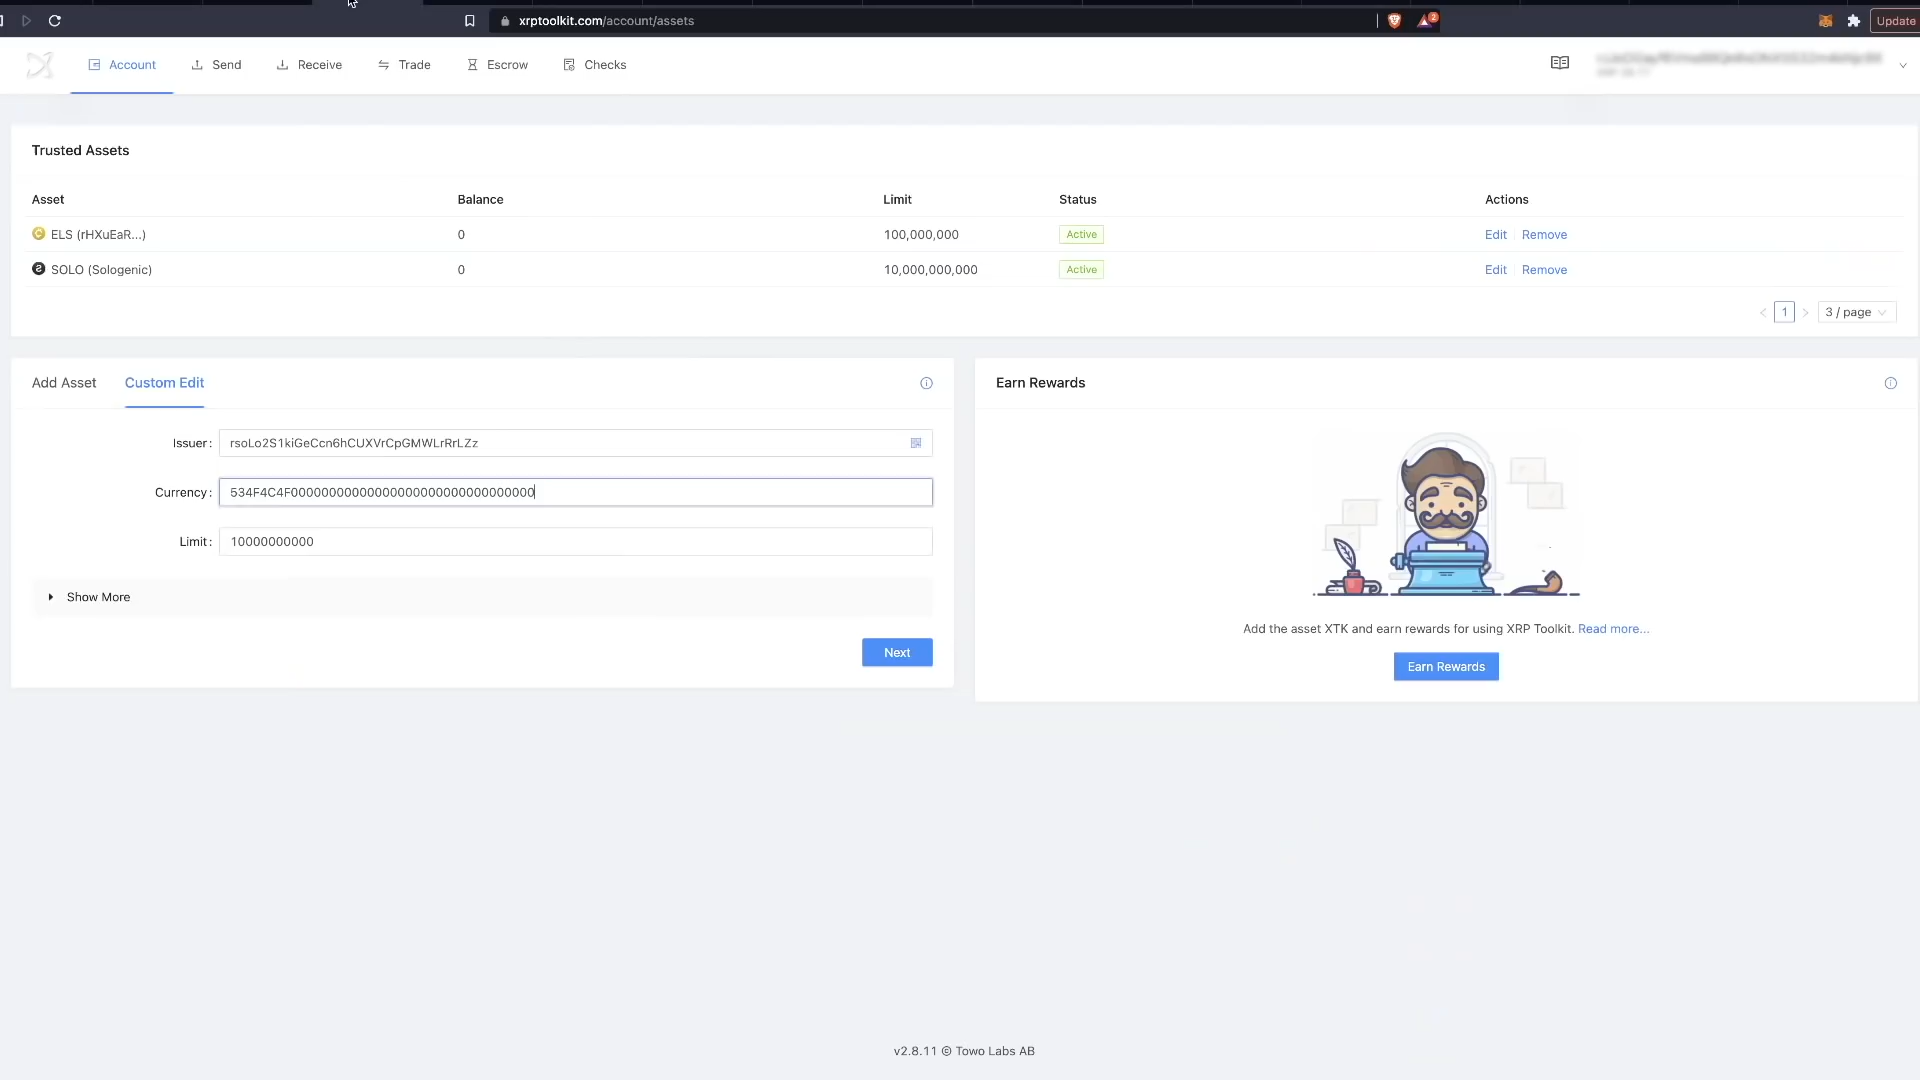 xrptoolkit.com/account/assets
2
Update
Account
Send
Receive
Trade
Escrow
Checks
Trusted Assets
Asset Balance Limit Status Actions
ELS (rHXuEaR...) 0 100,000,000 Active Edit Remove
SOLO (Sologenic) 0 10,000,000,000 Active Edit Remove
< 1 > 3 / page
Add Asset Custom Edit
Issuer: rsoLo2S1kiGeCcn6hCUXVrCpGMWLrRrLZz
Currency: 534F4C4F00000000000000000000000000000000
Limit: 10000000000
Show More
Next
Earn Rewards
Add the asset XTK and earn rewards for using XRP Toolkit. Read more...
Earn Rewards
v2.8.11 © Towo Labs AB